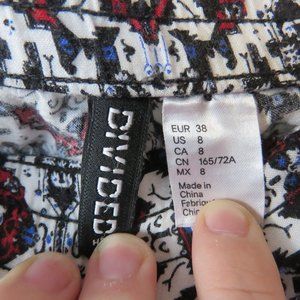 DIVIDED
EUR 38
US 8
CA 8
CN 165/72A
MX 8
Made in
China